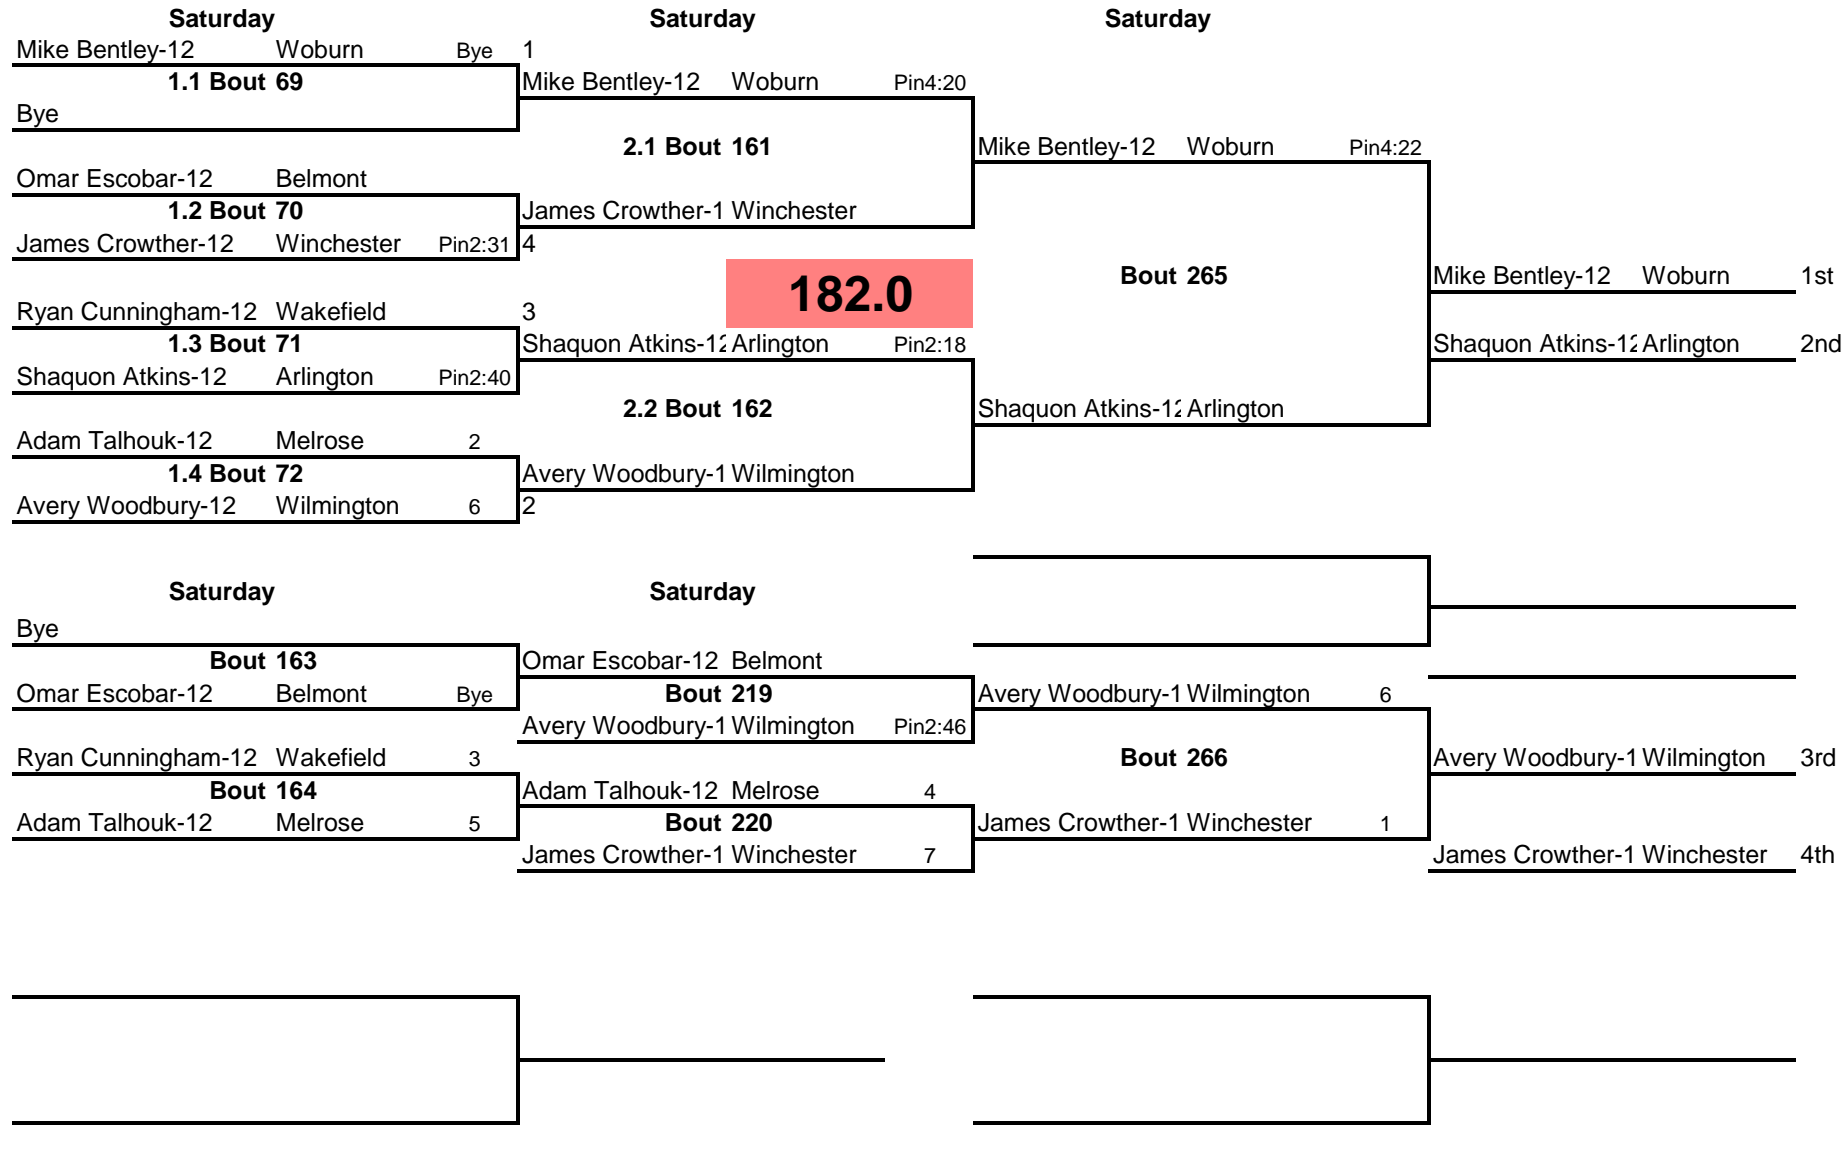 Saturday Saturday Saturday
Mike Bentley-12 Woburn Bye 1
1.1 Bout 69 Mike Bentley-12 Woburn Pin4:20
Bye
2.1 Bout 161 Mike Bentley-12 Woburn Pin4:22
Omar Escobar-12 Belmont
1.2 Bout 70 James Crowther-1 Winchester
James Crowther-12 Winchester Pin2:31 4
182.0 Bout 265 Mike Bentley-12 Woburn 1st
Ryan Cunningham-12 Wakefield 3
1.3 Bout 71 Shaquon Atkins-12 Arlington Pin2:18 Shaquon Atkins-12 Arlington 2nd
Shaquon Atkins-12 Arlington Pin2:40
2.2 Bout 162 Shaquon Atkins-12 Arlington
Adam Talhouk-12 Melrose 2
1.4 Bout 72 Avery Woodbury-1 Wilmington
Avery Woodbury-12 Wilmington 6 2
Saturday Saturday
Bye
Bout 163 Omar Escobar-12 Belmont
Omar Escobar-12 Belmont Bye Bout 219 Avery Woodbury-1 Wilmington 6
Avery Woodbury-1 Wilmington Pin2:46
Ryan Cunningham-12 Wakefield 3 Bout 266 Avery Woodbury-1 Wilmington 3rd
Bout 164 Adam Talhouk-12 Melrose 4
Adam Talhouk-12 Melrose 5 Bout 220 James Crowther-1 Winchester 1
James Crowther-1 Winchester 7 James Crowther-1 Winchester 4th